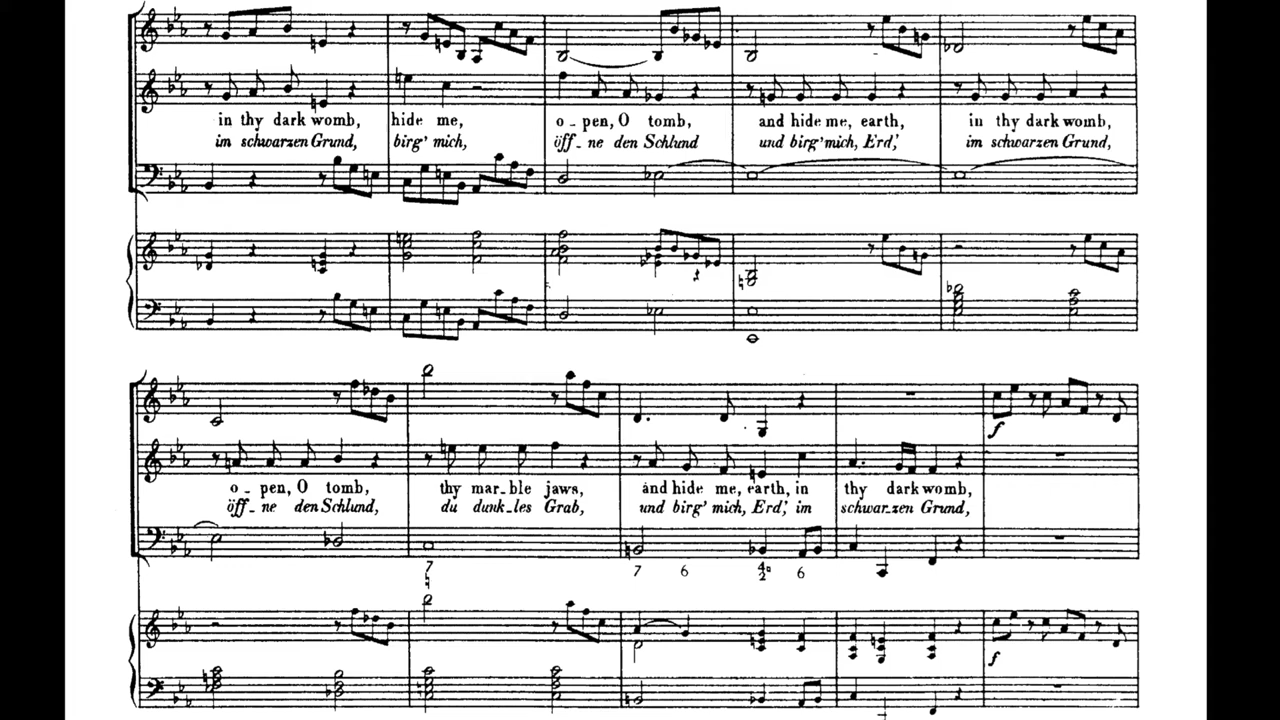 in thy dark womb, hide me, o - pen, O tomb, and hide me, earth, in thy dark womb,
im schwarzen Grund, birg' mich, öff - ne den Schlund und birg' mich, Erd', im schwarzen Grund,
o - pen, O tomb, thy mar - ble jaws, and hide me, earth, in thy dark womb,
öff - ne den Schlund, du dunk - les Grab, und birg' mich, Erd', im schwar - zen Grund,
7 7 6 4 6
♮ 2
f
f